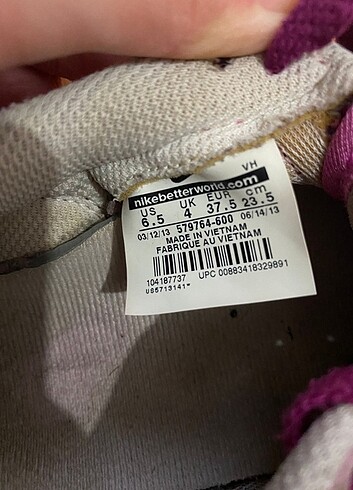 VH
nikebetterworld.com
US UK EUR cm
6.5 4 37.5 23.5
03/12/13 579764-600 06/14/13
MADE IN VIETNAM
FABRIQUE AU VIETNAM
104187737 UPC 00883418329891
US5713141"